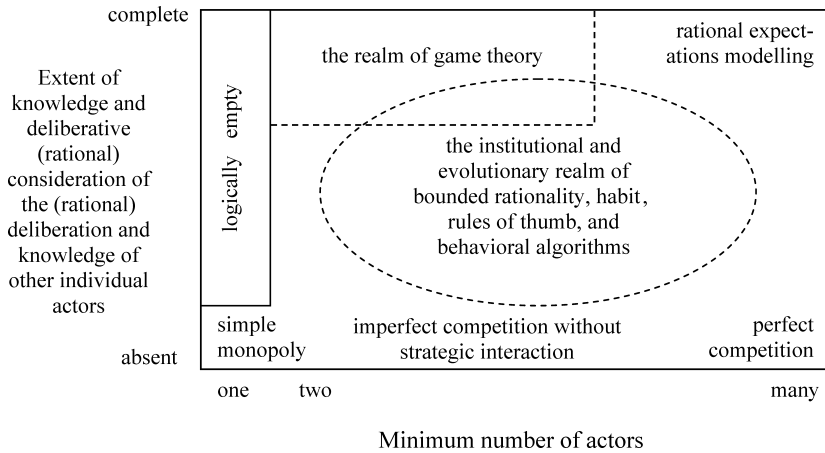 complete
Extent of
knowledge and
deliberative
(rational)
consideration of
the (rational)
deliberation and
knowledge of
other individual
actors
absent
logically empty
the realm of game theory
rational expect-
ations modelling
the institutional and
evolutionary realm of
bounded rationality, habit,
rules of thumb, and
behavioral algorithms
simple
monopoly
imperfect competition without
strategic interaction
perfect
competition
one
two
many
Minimum number of actors